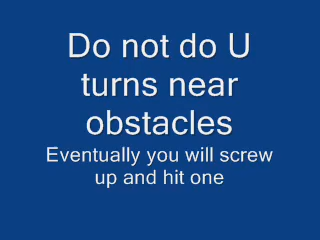 Do not do U
turns near
obstacles
Eventually you will screw
up and hit one